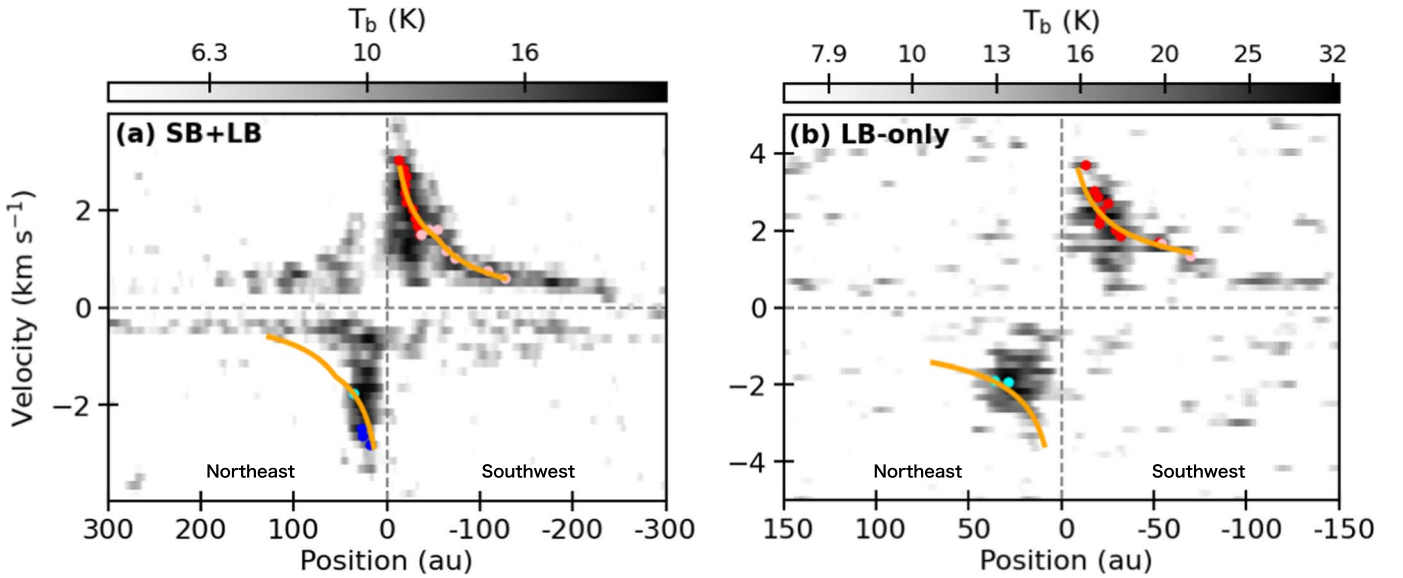 T_b (K)
6.3 10 16
(a) SB+LB
Velocity (km s⁻¹)
2
0
−2
Northeast Southwest
300 200 100 0 -100 -200 -300
Position (au)
T_b (K)
7.9 10 13 16 20 25 32
(b) LB-only
4
2
0
−2
−4
Northeast Southwest
150 100 50 0 -50 -100 -150
Position (au)